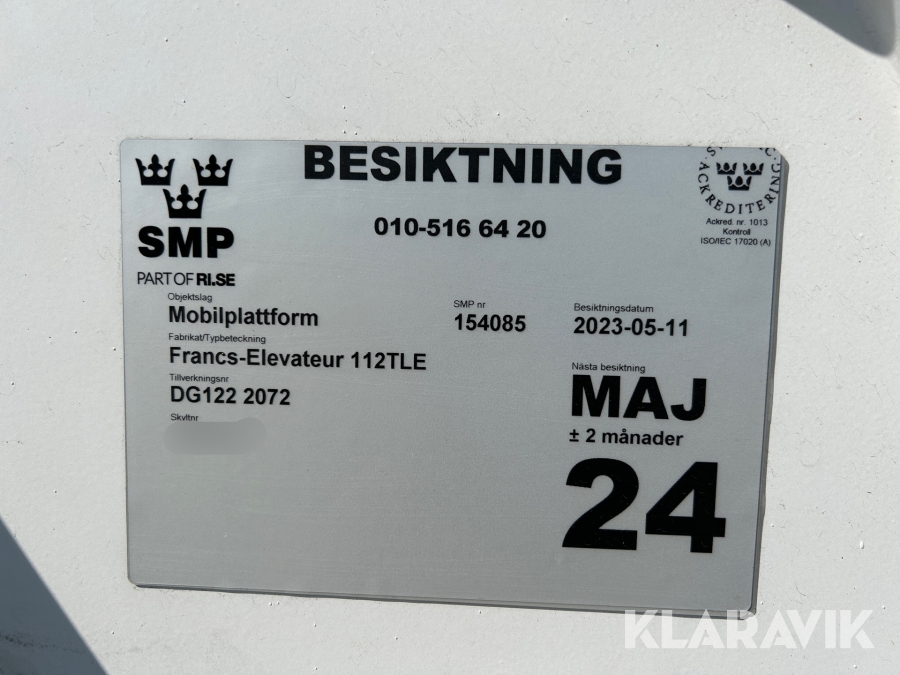 BESIKTNING
010-516 64 20
SMP
PART OF RI.SE
ACKREDITERING
Ackred. nr. 1013
Kontroll
ISO/IEC 17020 (A)
Objektslag
Mobilplattform
Fabrikat/Typbeteckning
Francs-Elevateur 112TLE
Tillverkningsnr
DG122 2072
Skvltnr
SMP nr
154085
Besiktningsdatum
2023-05-11
Nästa besiktning
MAJ
± 2 månader
24
KLARAVIK